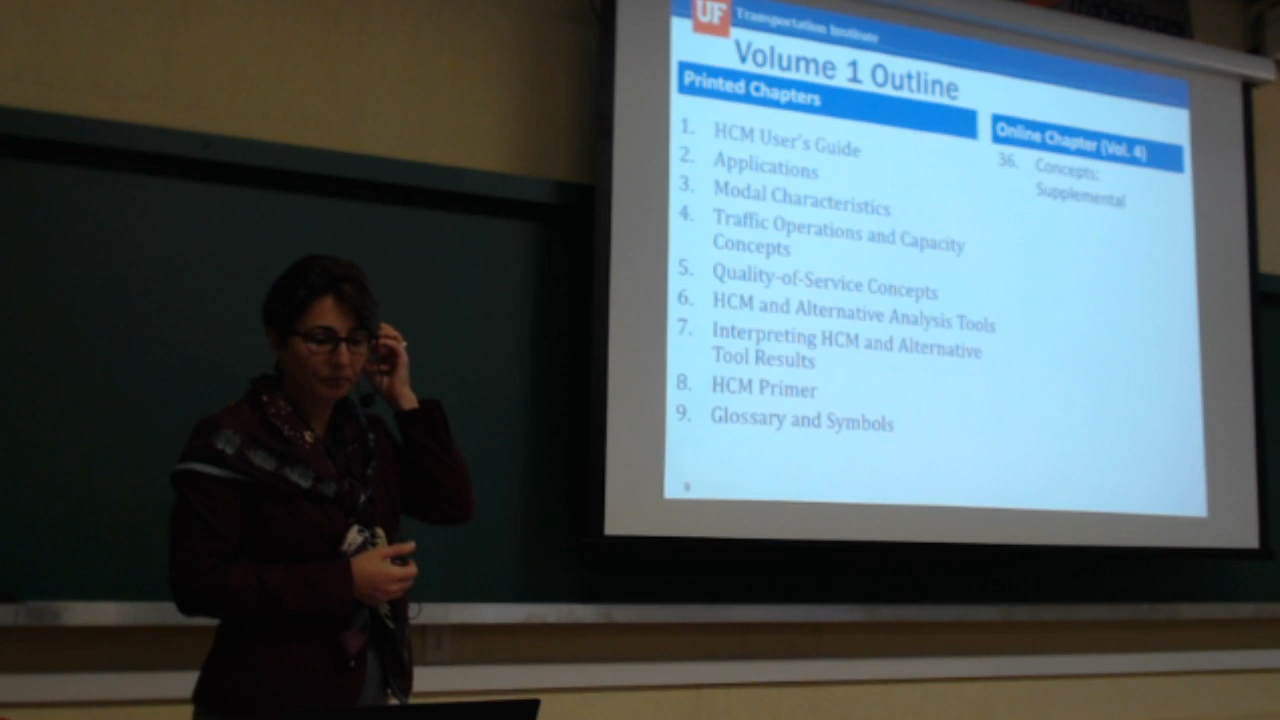 UF Transportation Institute
Volume 1 Outline
Printed Chapters
1. HCM User's Guide
2. Applications
3. Modal Characteristics
4. Traffic Operations and Capacity
Concepts
5. Quality-of-Service Concepts
6. HCM and Alternative Analysis Tools
7. Interpreting HCM and Alternative
Tool Results
8. HCM Primer
9. Glossary and Symbols
Online Chapter (Vol. 4)
36. Concepts:
Supplemental